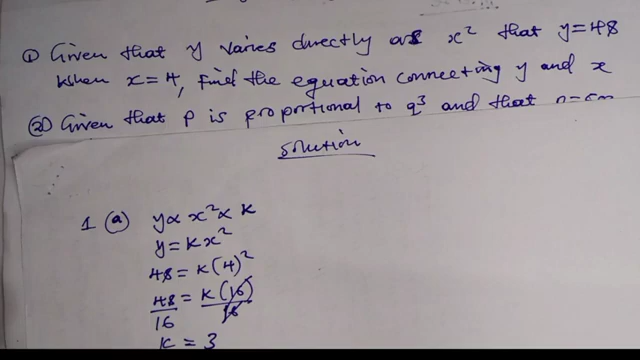 ① Given that y varies directly as x² that y=48
when x=4, Find the equation connecting y and x
② Given that P is proportional to q³ and that
Solution
1 (a) y∝ x²∝ K
y = Kx²
48 = K(4)²
48/16 = K(16)/16
K = 3